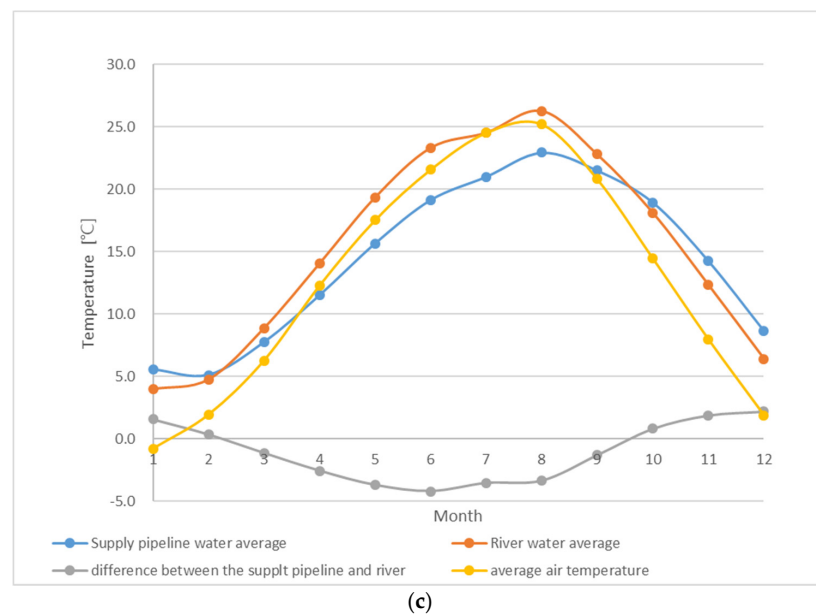 30.0
25.0
20.0
15.0
10.0
5.0
0.0
-5.0
Temperature [℃]
1 2 3 4 5 6 7 8 9 10 11 12
Month
Supply pipeline water average River water average
difference between the supplt pipeline and river average air temperature
(c)